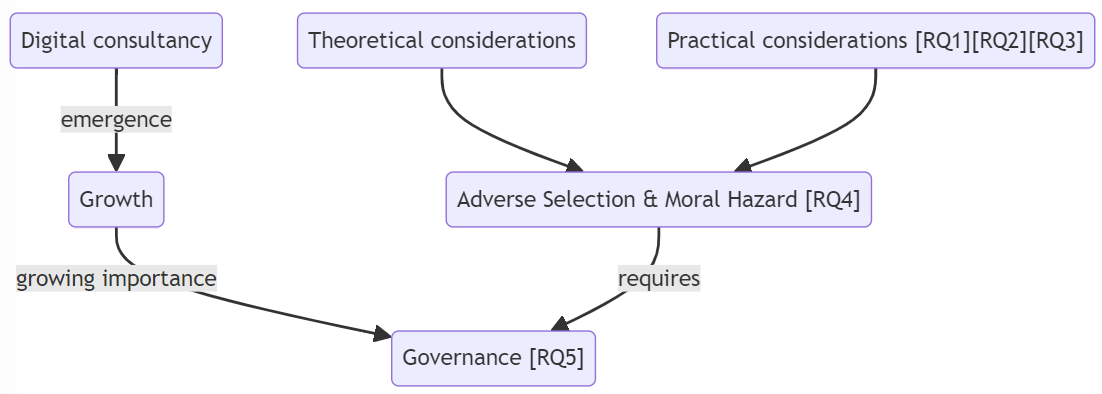 Digital consultancy
Theoretical considerations
Practical considerations [RQ1][RQ2][RQ3]
emergence
Growth
Adverse Selection & Moral Hazard [RQ4]
growing importance
requires
Governance [RQ5]